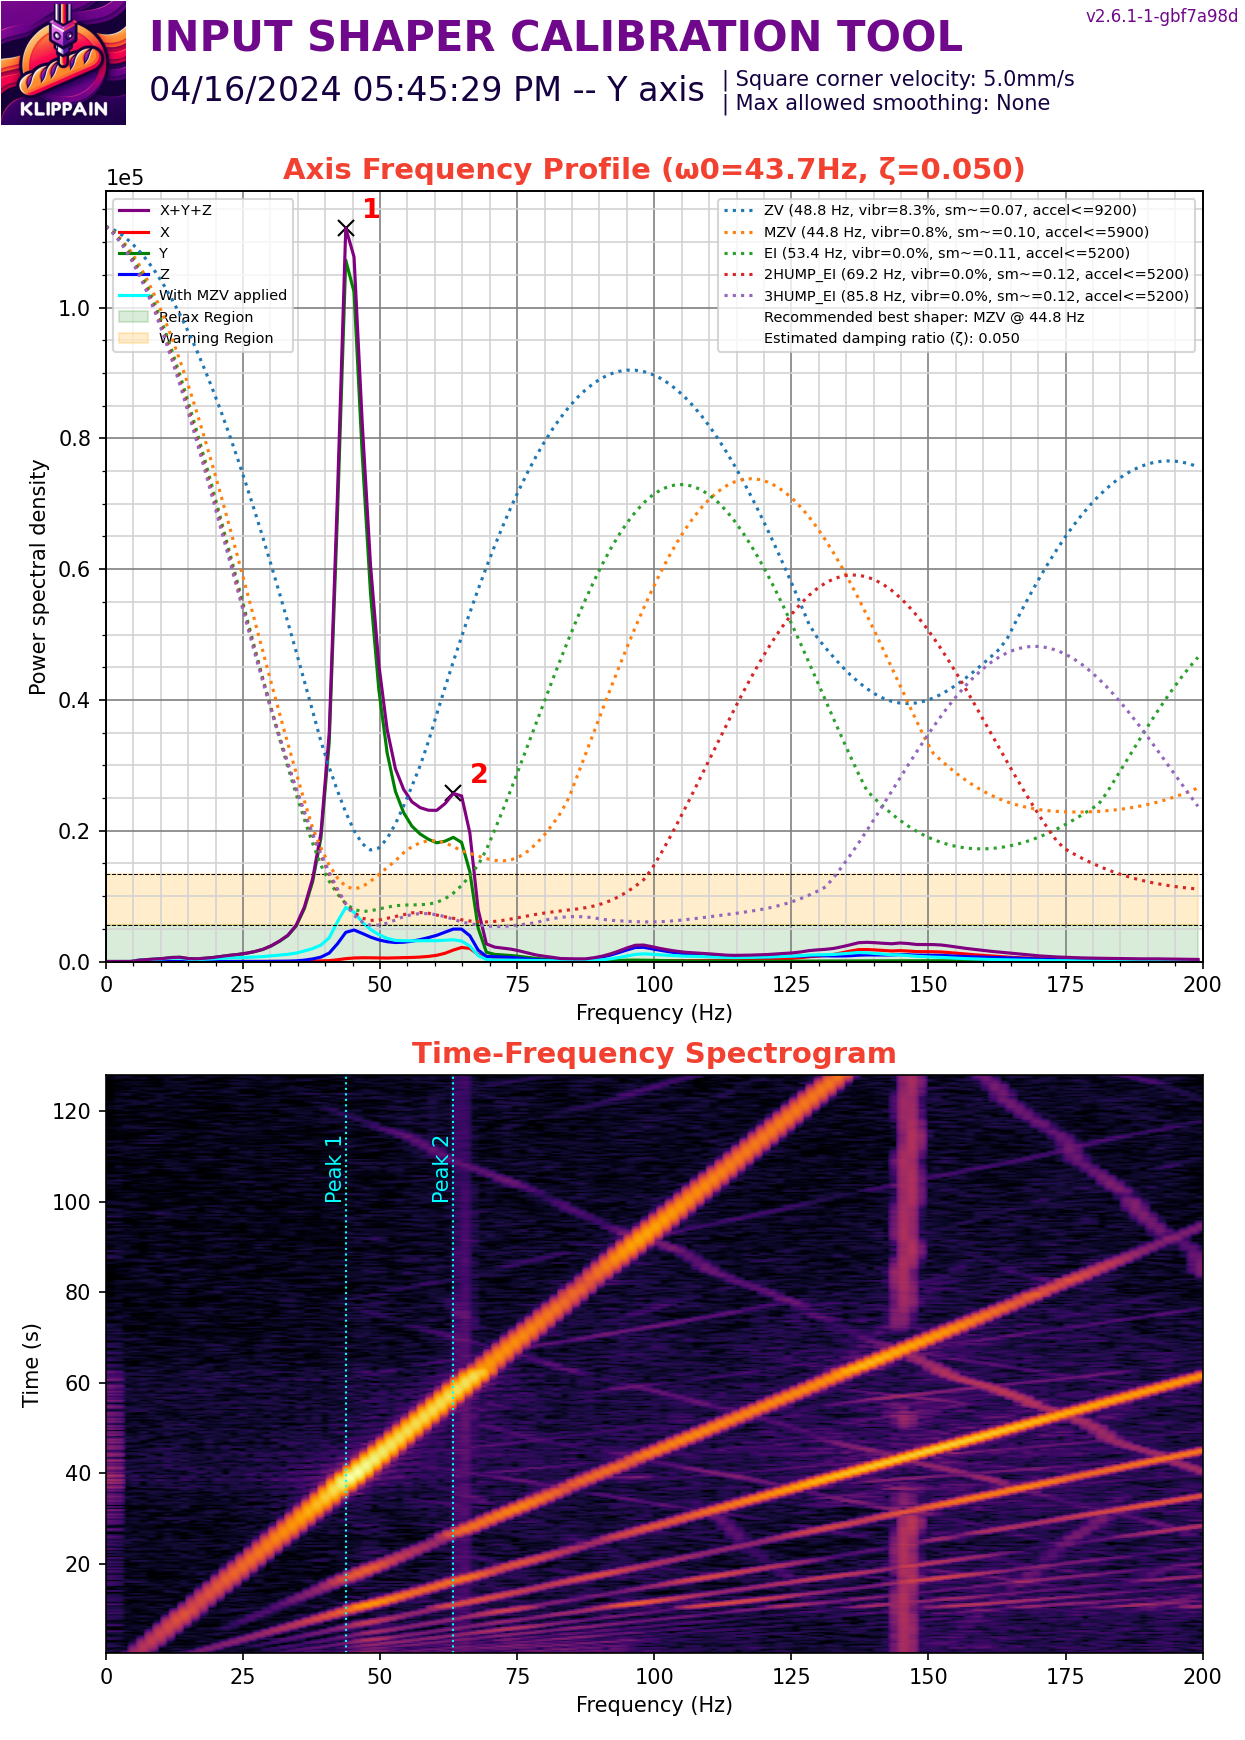 v2.6.1-1-gbf7a98d
KLIPPAIN
INPUT SHAPER CALIBRATION TOOL
04/16/2024 05:45:29 PM -- Y axis
| Square corner velocity: 5.0mm/s
| Max allowed smoothing: None
Axis Frequency Profile (ω0=43.7Hz, ζ=0.050)
1e5
X+Y+Z
X
Y
Z
With MZV applied
Relax Region
Warning Region
1
2
ZV (48.8 Hz, vibr=8.3%, sm~=0.07, accel<=9200)
MZV (44.8 Hz, vibr=0.8%, sm~=0.10, accel<=5900)
EI (53.4 Hz, vibr=0.0%, sm~=0.11, accel<=5200)
2HUMP_EI (69.2 Hz, vibr=0.0%, sm~=0.12, accel<=5200)
3HUMP_EI (85.8 Hz, vibr=0.0%, sm~=0.12, accel<=5200)
Recommended best shaper: MZV @ 44.8 Hz
Estimated damping ratio (ζ): 0.050
Power spectral density
1.0
0.8
0.6
0.4
0.2
0.0
0 25 50 75 100 125 150 175 200
Frequency (Hz)
Time-Frequency Spectrogram
Time (s)
120
100
80
60
40
20
Peak 1
Peak 2
0 25 50 75 100 125 150 175 200
Frequency (Hz)